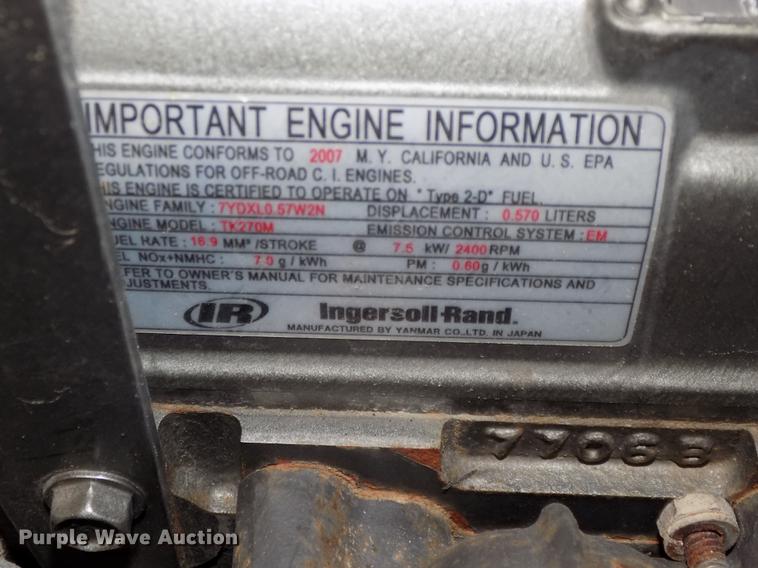 IMPORTANT ENGINE INFORMATION
HIS ENGINE CONFORMS TO 2007 M.Y. CALIFORNIA AND U.S. EPA
REGULATIONS FOR OFF-ROAD C.I. ENGINES.
HIS ENGINE IS CERTIFIED TO OPERATE ON "Type 2-D" FUEL.
NGINE FAMILY : 7YDXL0.57W2N DISPLACEMENT : 0.570 LITERS
NGINE MODEL : TK270M EMISSION CONTROL SYSTEM : EM
UEL RATE : 16.9 MM³/STROKE @ 7.5 kW/ 2400RPM
EL NOx+NMHC : 7.0 g / kWh PM : 0.60g / kWh
EFER TO OWNER'S MANUAL FOR MAINTENANCE SPECIFICATIONS AND
DJUSTMENTS.
IR Ingersoll-Rand.
MANUFACTURED BY YANMAR CO.,LTD. IN JAPAN
77068
Purple Wave Auction